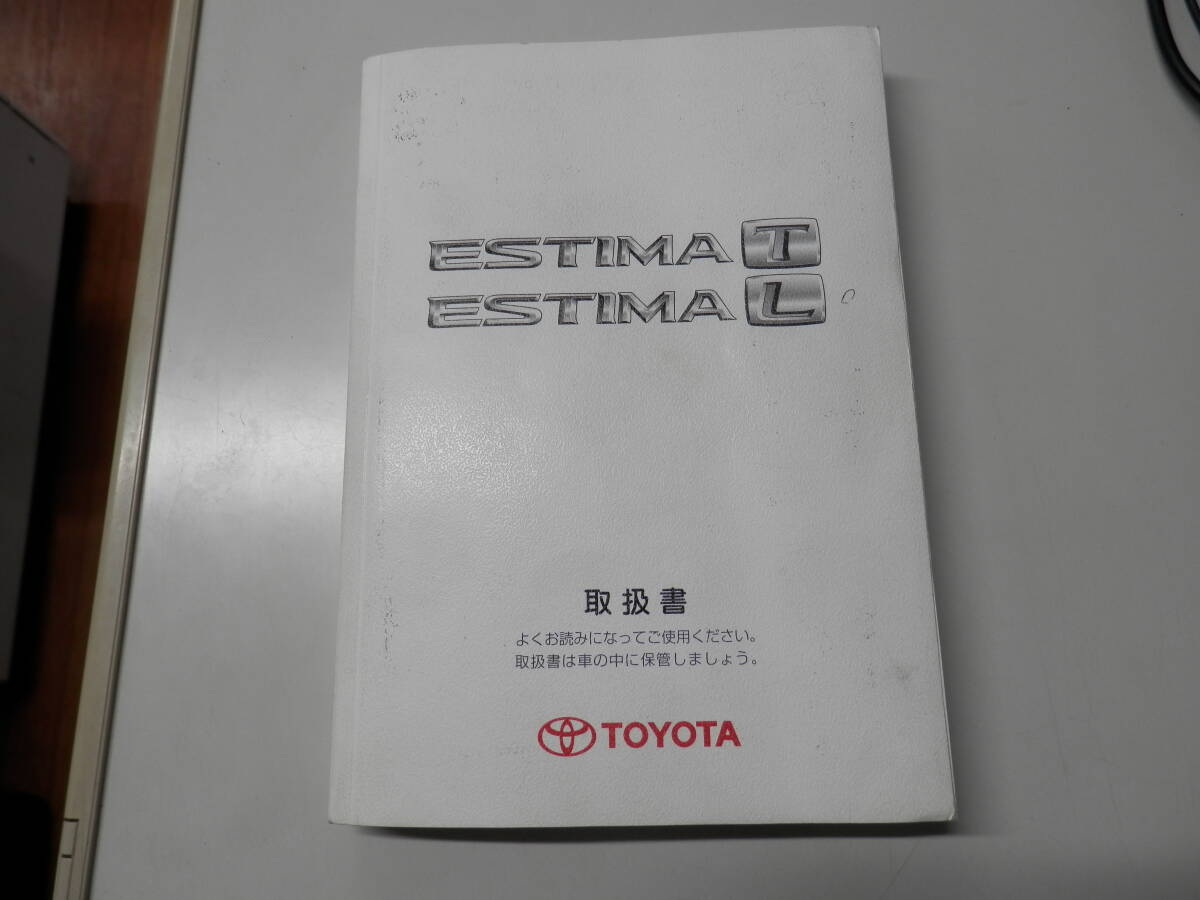 ESTIMA T
ESTIMA L
取扱書
よくお読みになってご使用ください。
取扱書は車の中に保管しましょう。
TOYOTA